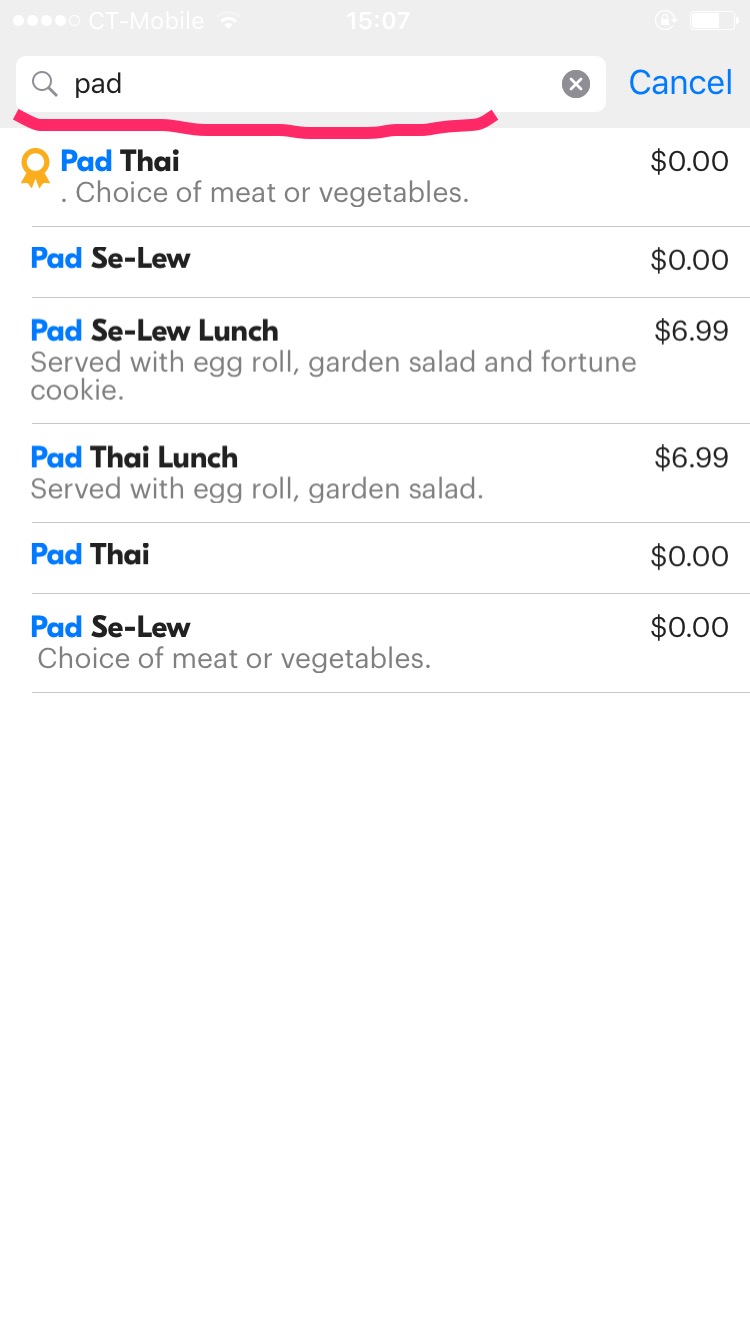 CT-Mobile 15:07
pad Cancel
Pad Thai $0.00
. Choice of meat or vegetables.
Pad Se-Lew $0.00
Pad Se-Lew Lunch $6.99
Served with egg roll, garden salad and fortune
cookie.
Pad Thai Lunch $6.99
Served with egg roll, garden salad.
Pad Thai $0.00
Pad Se-Lew $0.00
Choice of meat or vegetables.